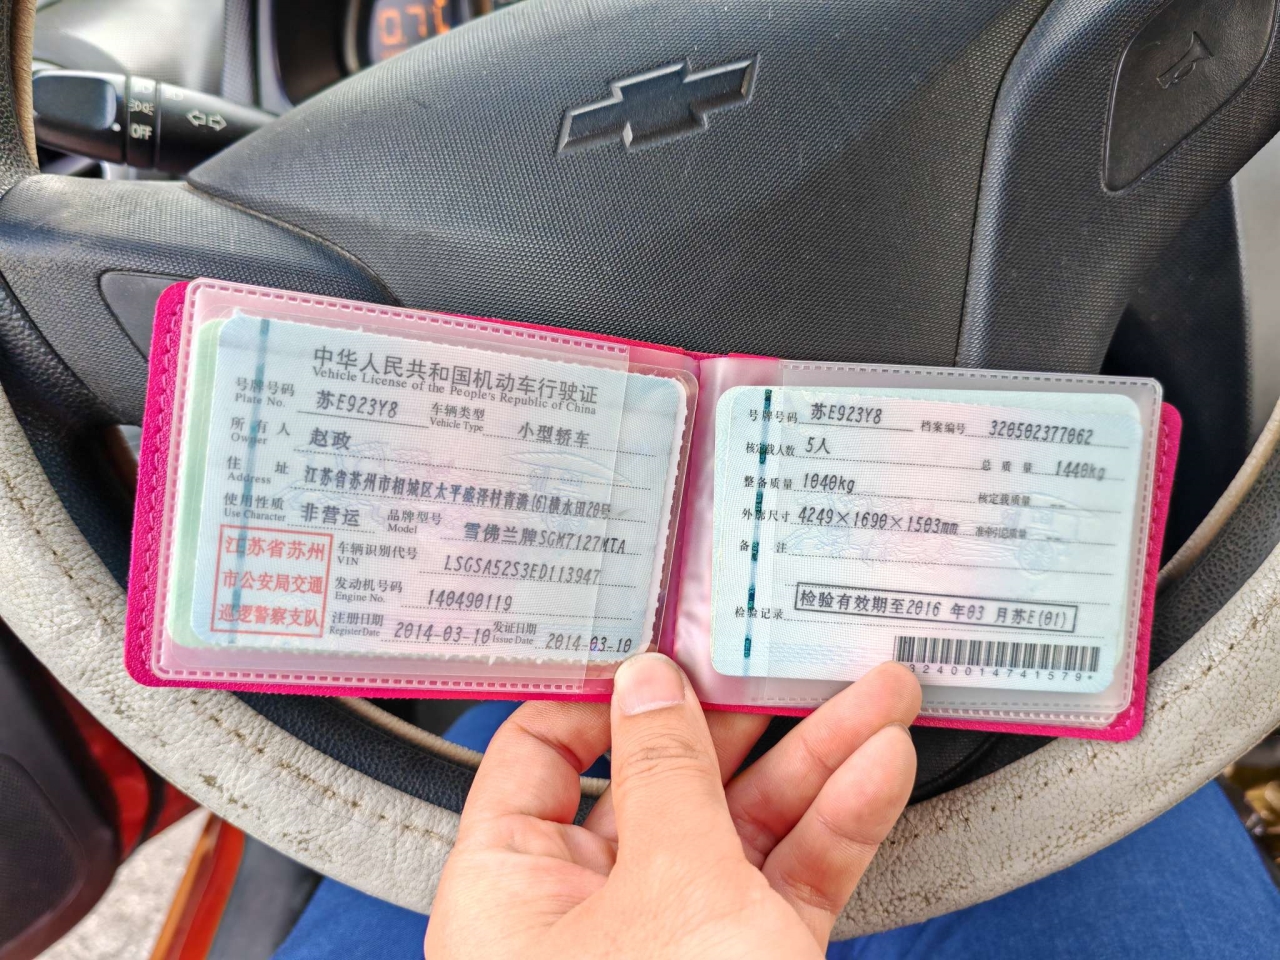 0.7
OFF
中华人民共和国机动车行驶证
Vehicle License of the People's Republic of China
号牌号码 苏E923Y8 车辆类型 小型轿车
Plate No. Vehicle Type
所有人 赵政
Owner
住址 江苏省苏州市相城区太平盛泽村青漪(6)横水田20号
Address
使用性质 非营运 品牌型号 雪佛兰牌SGM7127MTA
Use Character Model
江苏省苏州
市公安局交通
巡逻警察支队
车辆识别代号 LSGSA52S3ED113947
VIN
发动机号码 140490119
Engine No.
注册日期 2014-03-10 发证日期 2014-03-10
Register Date Issue Date
号牌号码 苏E923Y8 档案编号 320502377062
核定载人数 5人 总质量 1440kg
整备质量 1040kg 核定载质量
外廓尺寸 4249×1690×1503mm 准牵引总质量
备注
检验记录 检验有效期至2016年03月苏E(01)
3240014741579*